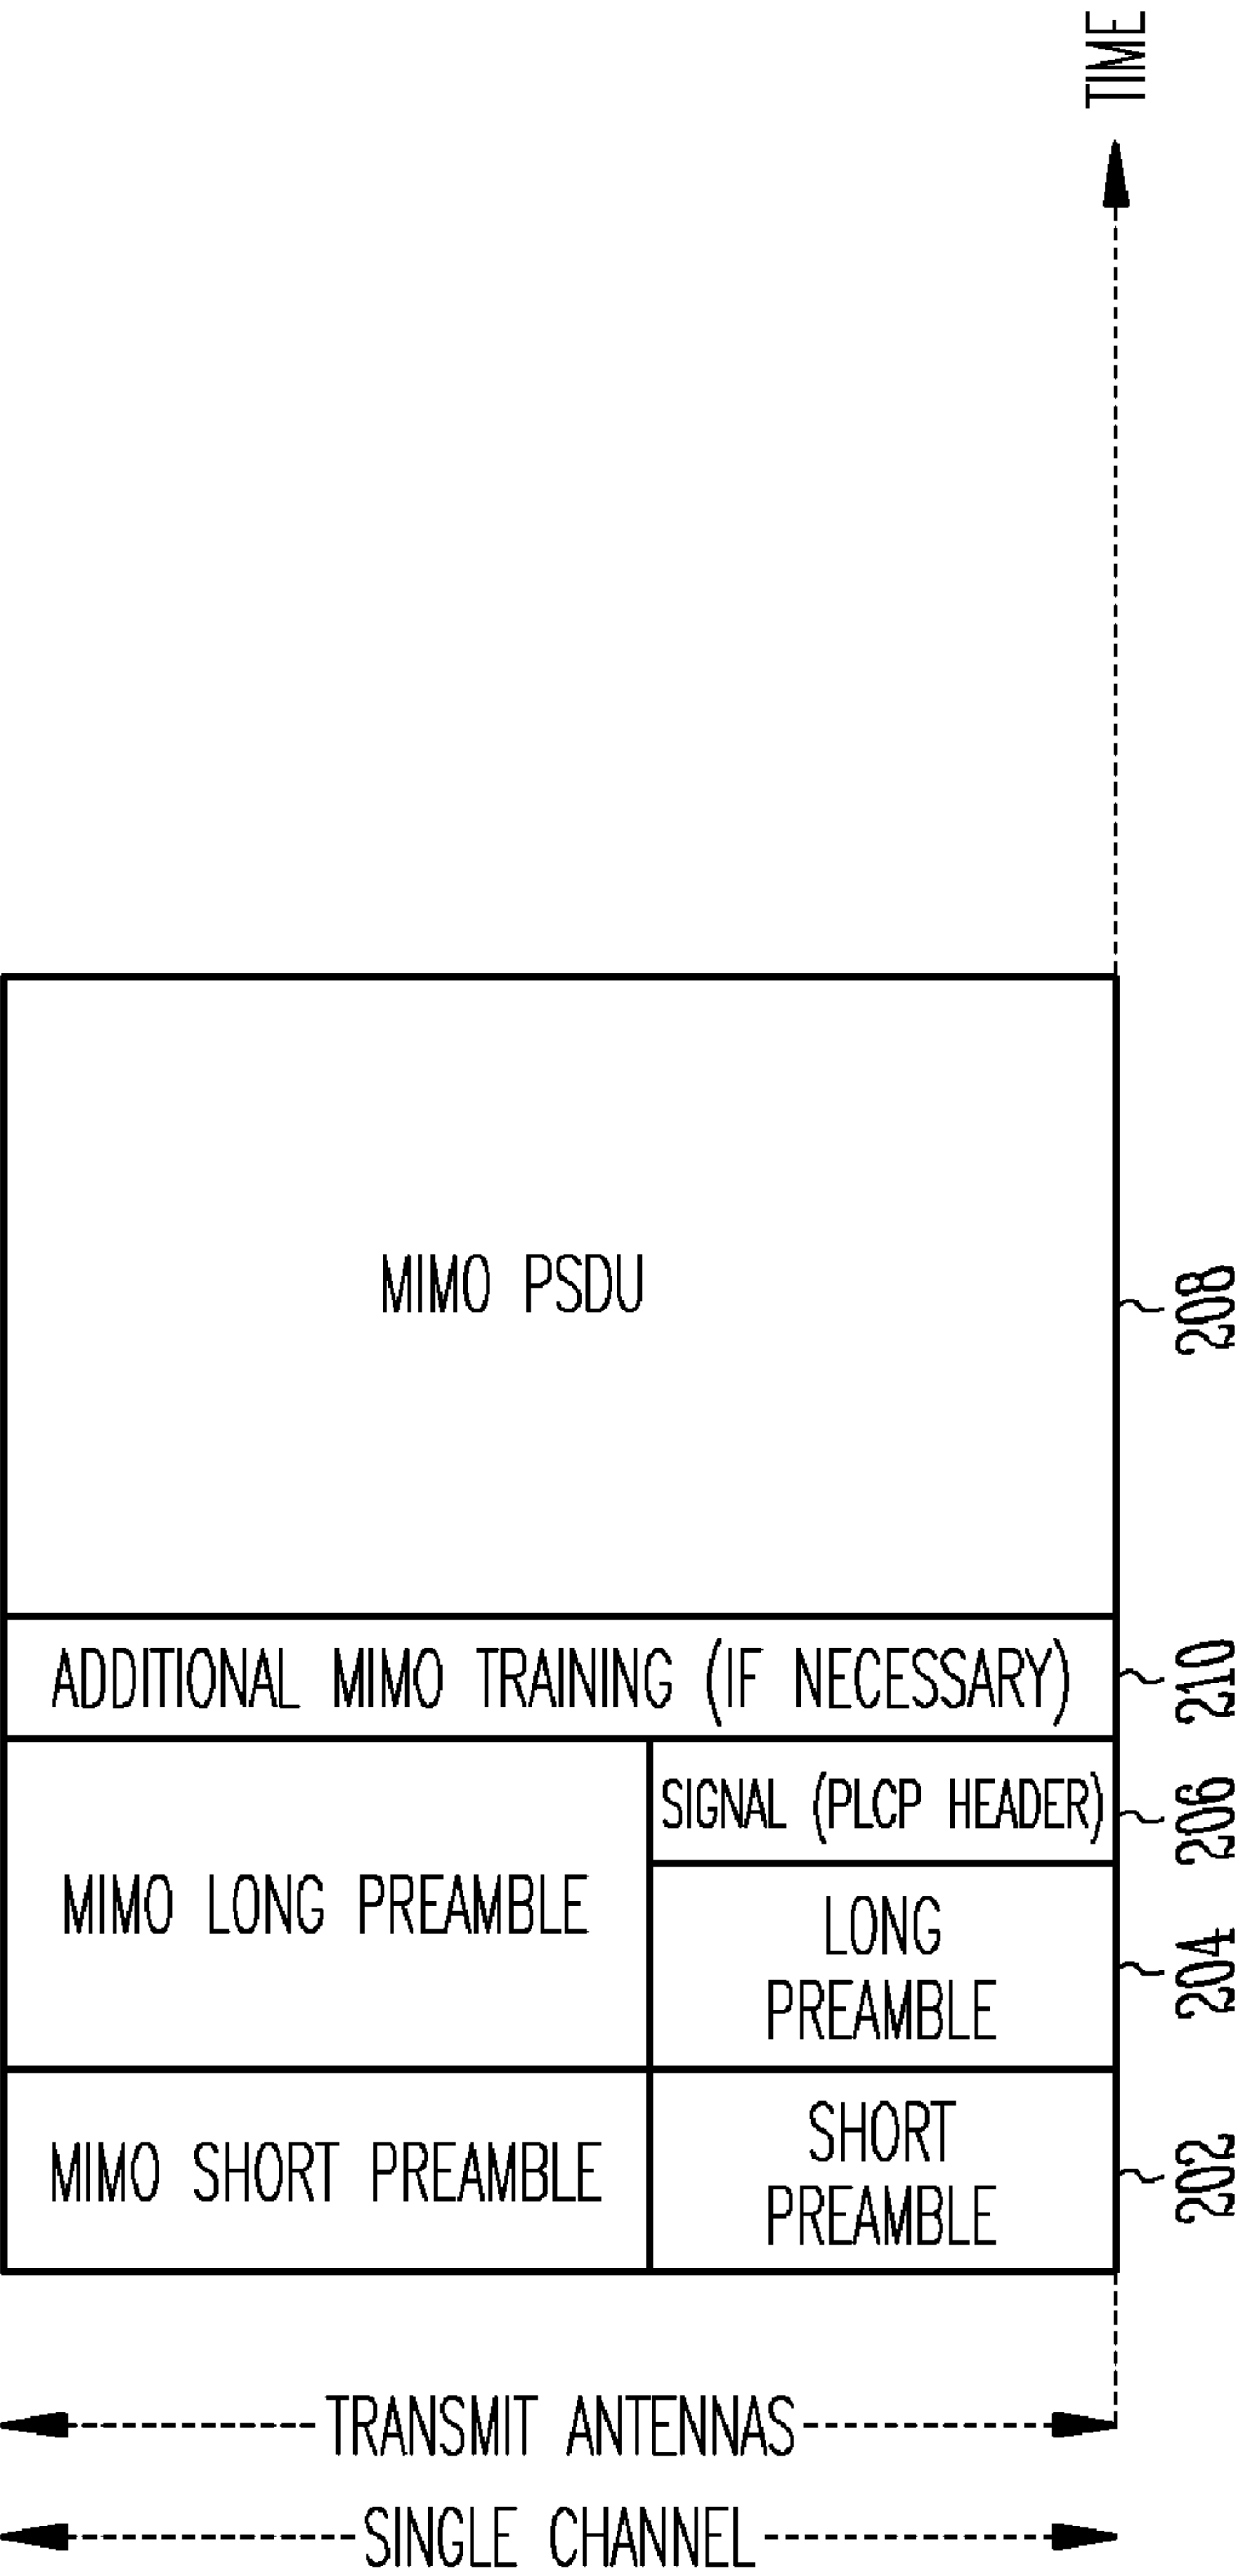 TIME
MIMO PSDU
208
ADDITIONAL MIMO TRAINING (IF NECESSARY)
210
MIMO LONG PREAMBLE
SIGNAL (PLCP HEADER)
206
LONG
PREAMBLE
204
MIMO SHORT PREAMBLE
SHORT
PREAMBLE
202
TRANSMIT ANTENNAS
SINGLE CHANNEL